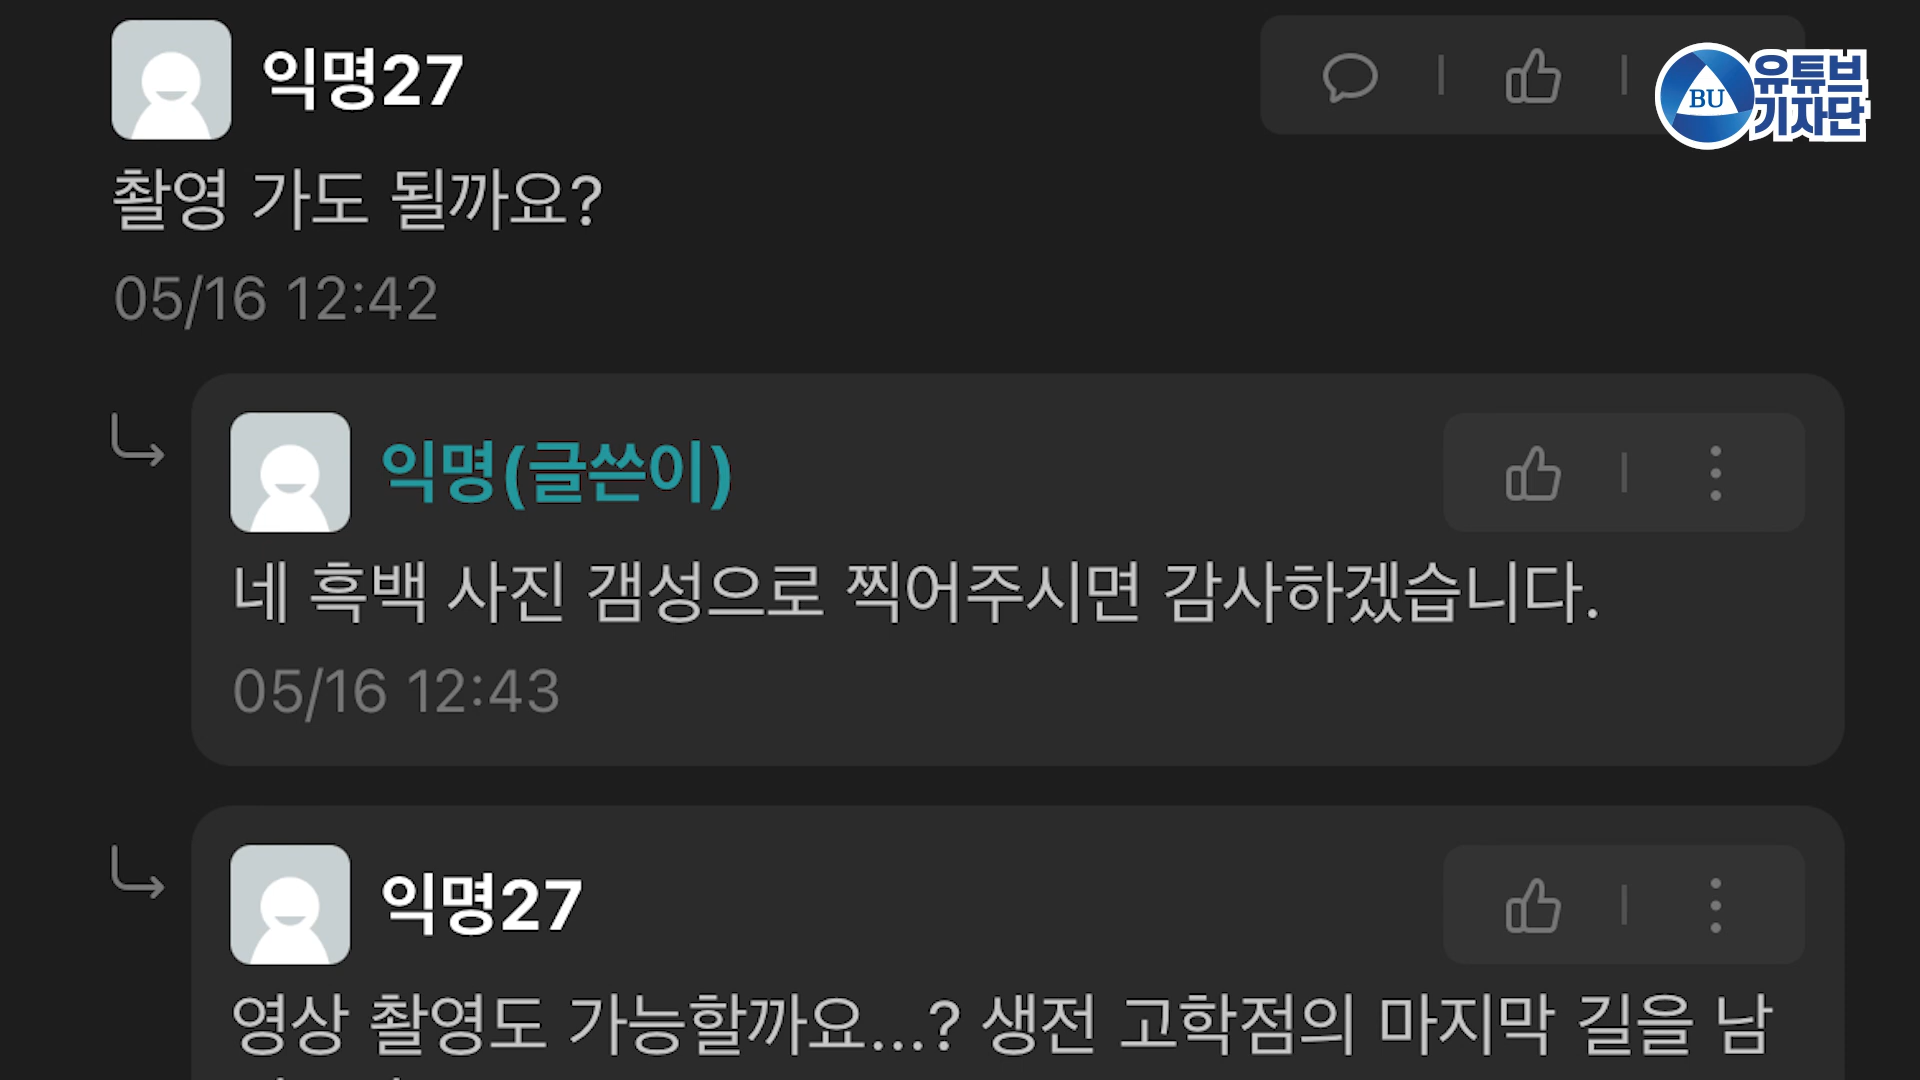 익명27
BU
유튜브
기자단
촬영 가도 될까요?
05/16 12:42
익명(글쓴이)
네 흑백 사진 갬성으로 찍어주시면 감사하겠습니다.
05/16 12:43
익명27
영상 촬영도 가능할까요...? 생전 고학점의 마지막 길을 남